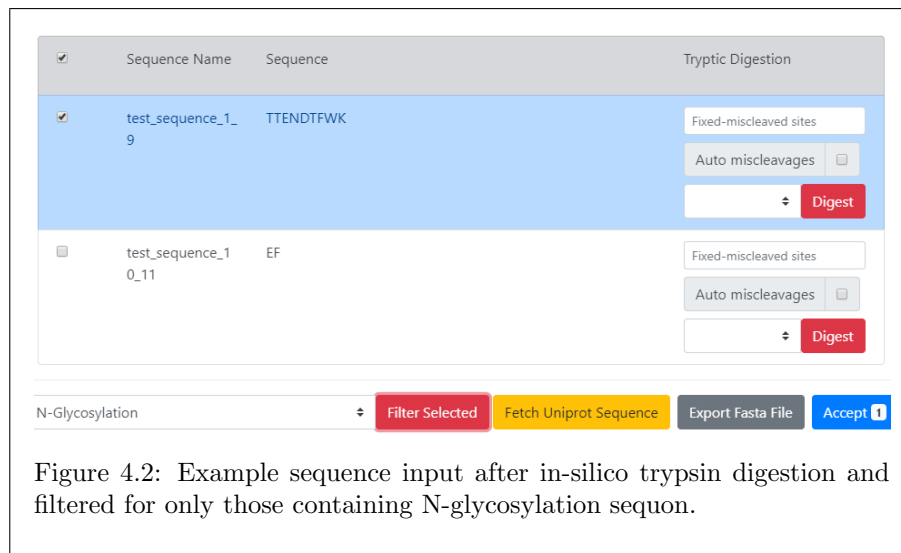 Sequence Name Sequence Tryptic Digestion
test_sequence_1_ TTENDTFWK Fixed-miscleaved sites
9
Auto miscleavages
Digest
test_sequence_1 EF Fixed-miscleaved sites
0_11
Auto miscleavages
Digest
N-Glycosylation Filter Selected Fetch Uniprot Sequence Export Fasta File Accept 1
Figure 4.2: Example sequence input after in-silico trypsin digestion and
filtered for only those containing N-glycosylation sequon.